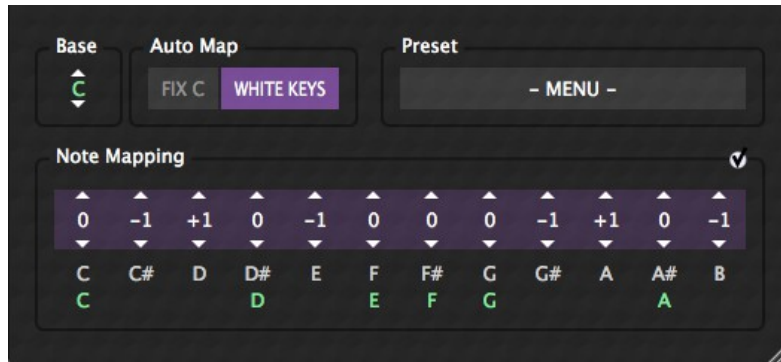 Base Auto Map Preset
C FIX C WHITE KEYS – MENU –
Note Mapping
0 –1 +1 0 –1 0 0 0 –1 +1 0 –1
C C# D D# E F F# G G# A A# B
C D E F G A